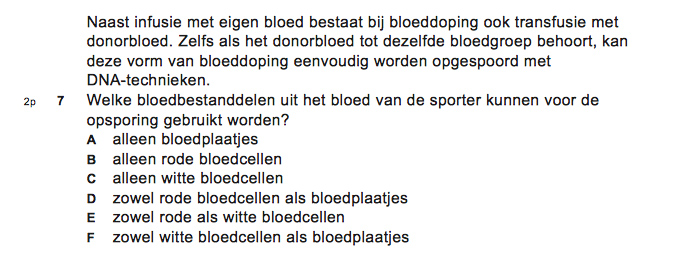 Naast infusie met eigen bloed bestaat bij bloeddoping ook transfusie met
donorbloed. Zelfs als het donorbloed tot dezelfde bloedgroep behoort, kan
deze vorm van bloeddoping eenvoudig worden opgespoord met
DNA-technieken.
2p 7 Welke bloedbestanddelen uit het bloed van de sporter kunnen voor de
opsporing gebruikt worden?
A alleen bloedplaatjes
B alleen rode bloedcellen
C alleen witte bloedcellen
D zowel rode bloedcellen als bloedplaatjes
E zowel rode als witte bloedcellen
F zowel witte bloedcellen als bloedplaatjes